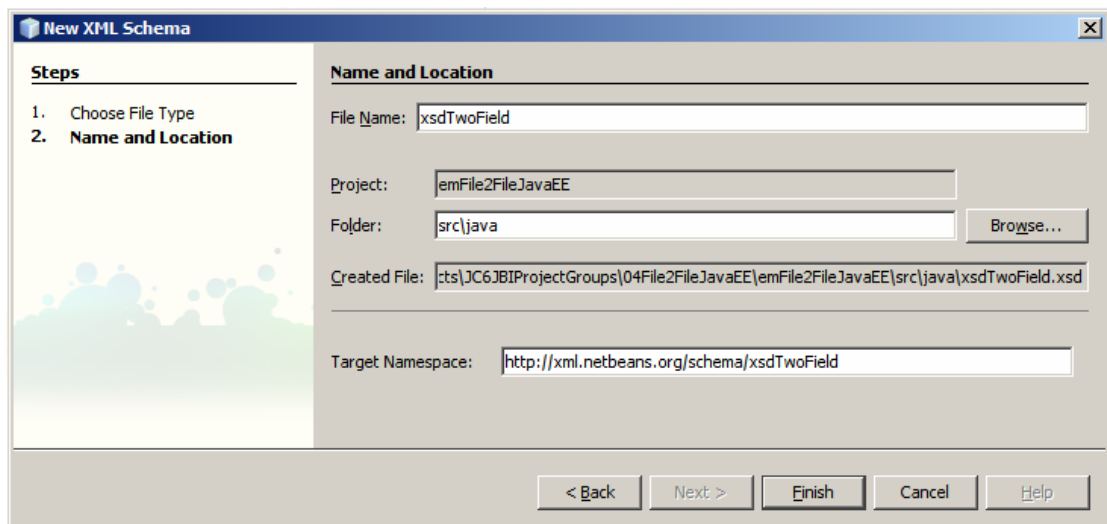 New XML Schema
Steps
1. Choose File Type
2. Name and Location
Name and Location
File Name: xsdTwoField
Project: emFile2FileJavaEE
Folder: src\java Browse...
Created File: cts\JC6JBIProjectGroups\04File2FileJavaEE\emFile2FileJavaEE\src\java\xsdTwoField.xsd
Target Namespace: http://xml.netbeans.org/schema/xsdTwoField
< Back Next > Finish Cancel Help